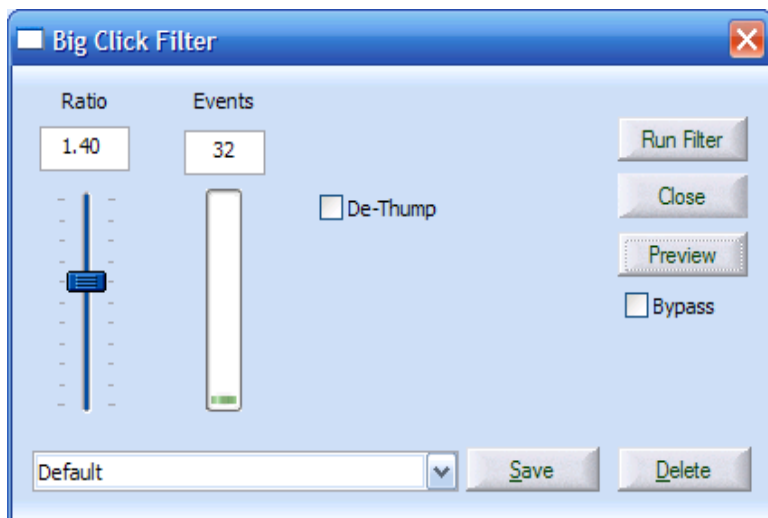 Big Click Filter
Ratio
Events
1.40
32
Run Filter
De-Thump
Close
Preview
Bypass
Default
Save
Delete